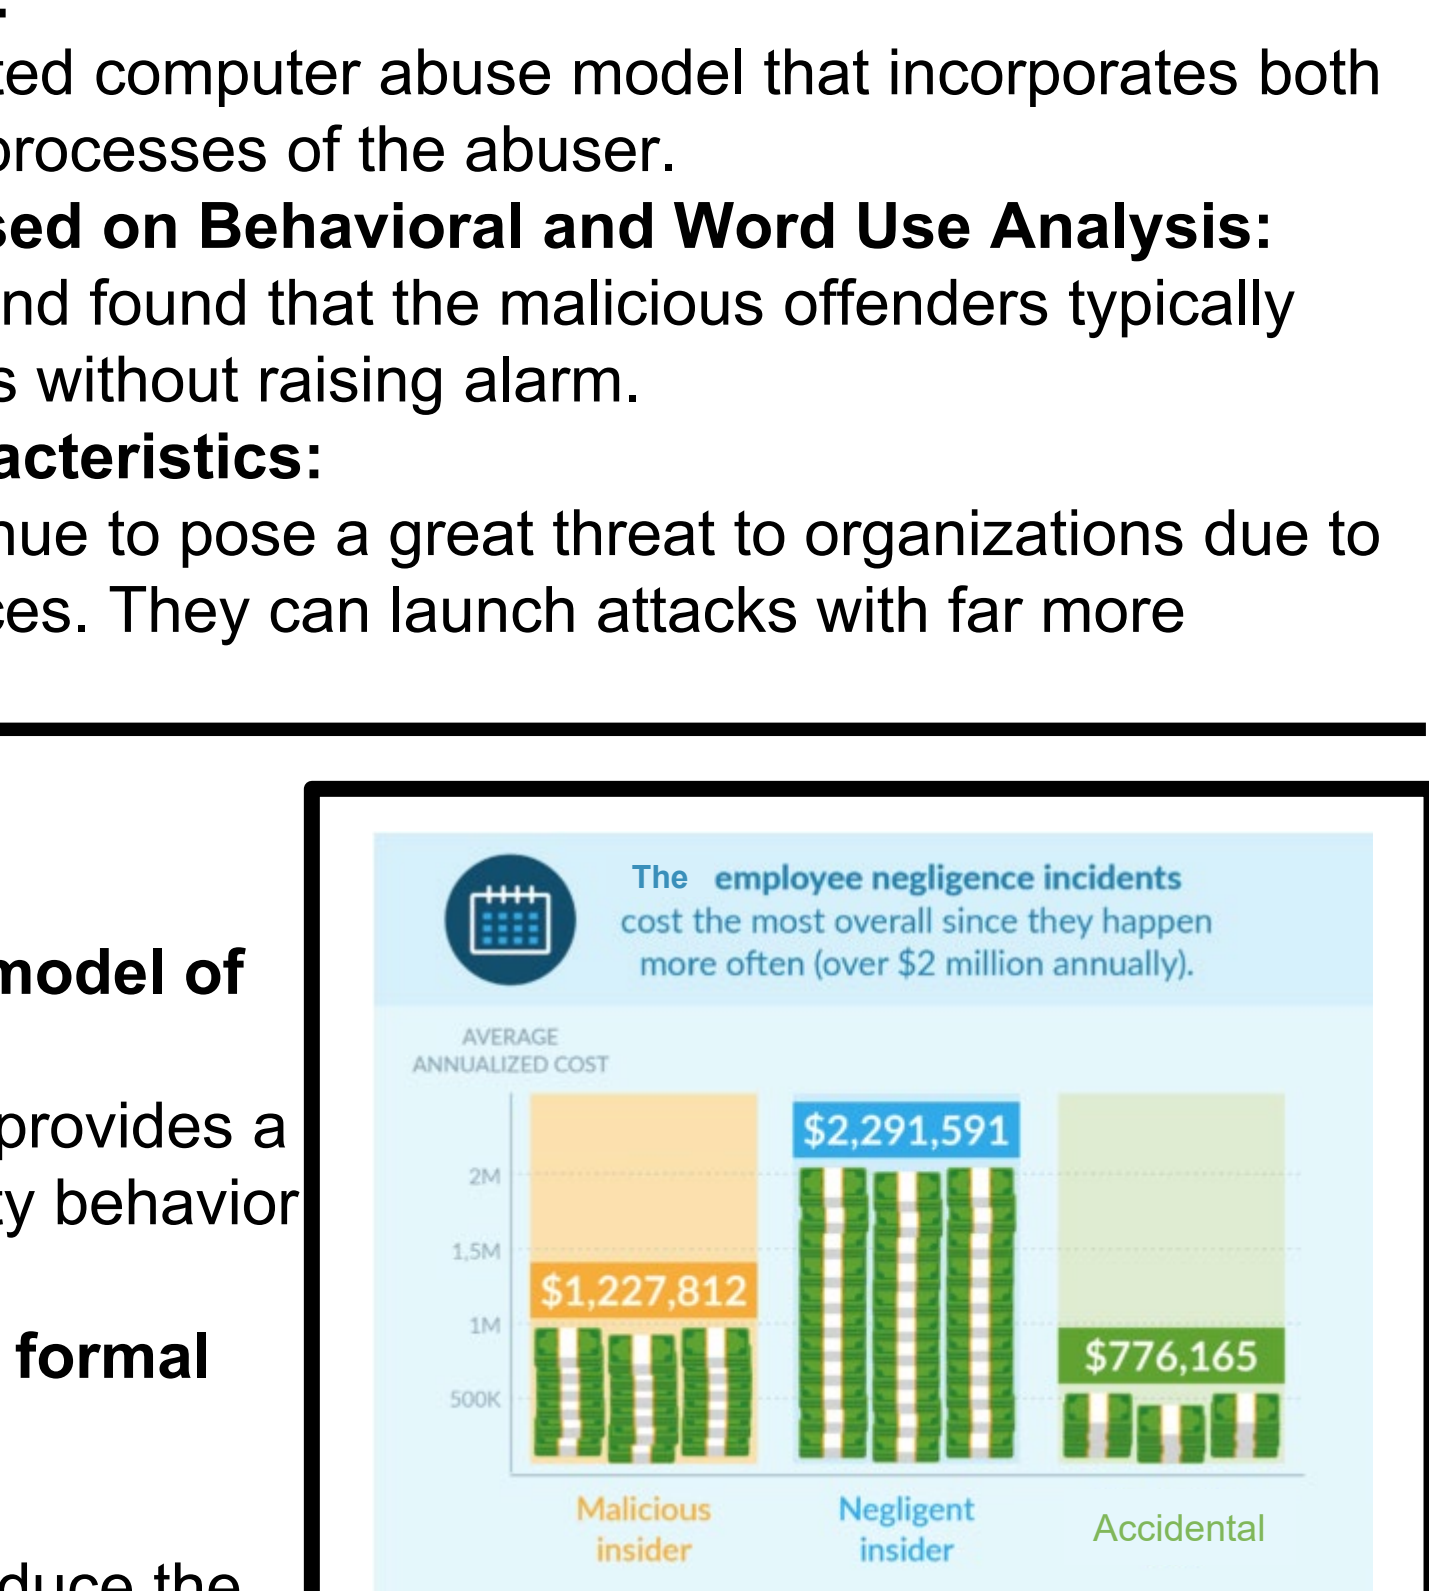 ted computer abuse model that incorporates both
processes of the abuser.
sed on Behavioral and Word Use Analysis:
nd found that the malicious offenders typically
s without raising alarm.
acteristics:
nue to pose a great threat to organizations due to
ces. They can launch attacks with far more
model of
provides a
ty behavior
formal
duce the
The employee negligence incidents
cost the most overall since they happen
more often (over $2 million annually).
AVERAGE
ANNUALIZED COST
2M
1,5M
1M
500K
$1,227,812
$2,291,591
$776,165
Malicious
insider
Negligent
insider
Accidental